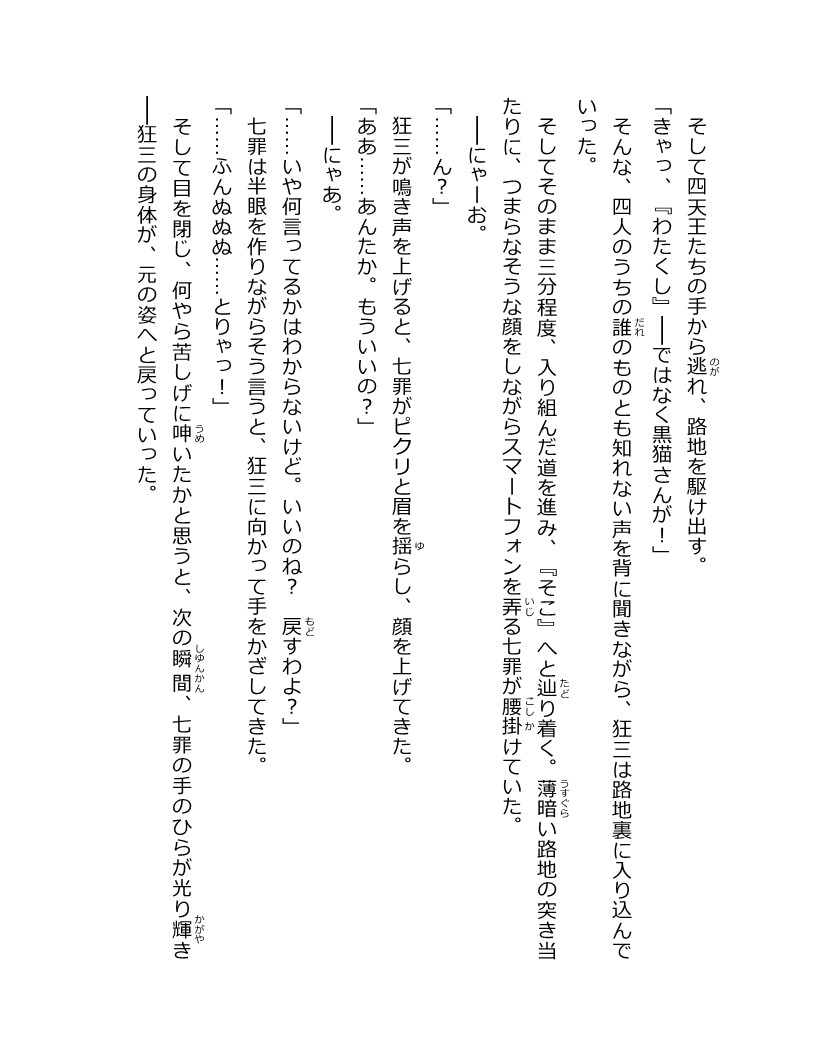 そして四天王たちの手から逃れ、路地を駆け出す。
「きゃっ、『わたくし』――ではなく黒猫さんが！」
　そんな、四人のうちの誰のものとも知れない声を背に聞きながら、狂三は路地裏に入り込んで
いった。
　そしてそのまま三分程度、入り組んだ道を進み、『そこ』へと辿り着く。薄暗い路地の突き当
たりに、つまらなそうな顔をしながらスマートフォンを弄る七罪が腰掛けていた。
　――にゃーお。
「……ん？」
　狂三が鳴き声を上げると、七罪がピクリと眉を揺らし、顔を上げてきた。
「ああ……あんたか。もういいの？」
　――にゃあ。
「……いや何言ってるかはわからないけど。いいのね？　戻すわよ？」
　七罪は半眼を作りながらそう言うと、狂三に向かって手をかざしてきた。
「……ふんぬぬぬ……とりゃっ！」
　そして目を閉じ、何やら苦しげに呻いたかと思うと、次の瞬間、七罪の手のひらが光り輝き
――狂三の身体が、元の姿へと戻っていった。